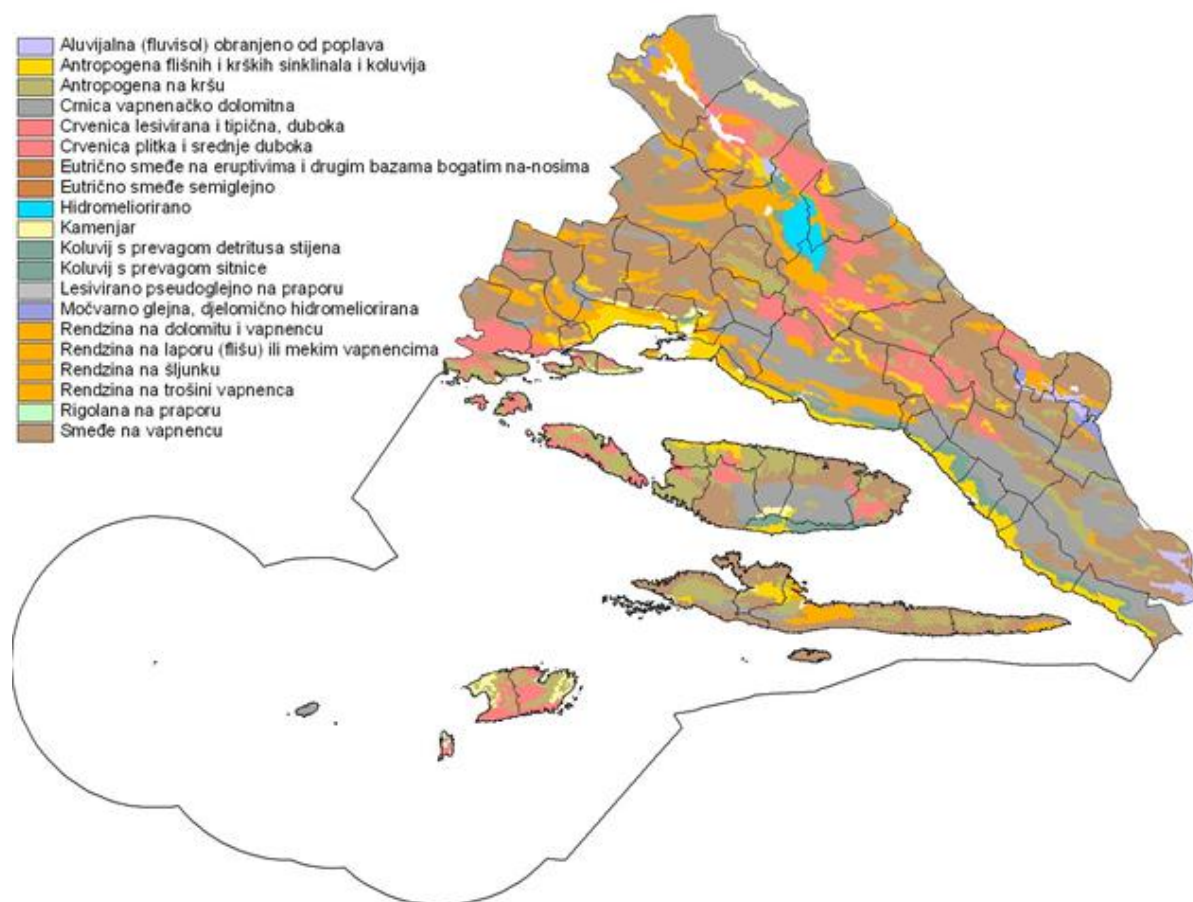 Aluvijalna (fluvisol) obranjeno od poplava
Antropogena flišnih i krških sinklinala i koluvija
Antropogena na kršu
Crnica vapnenačko dolomitna
Crvenica lesivirana i tipična, duboka
Crvenica plitka i srednje duboka
Eutrično smeđe na eruptivima i drugim bazama bogatim na-nosima
Eutrično smeđe semiglejno
Hidromeliorirano
Kamenjar
Koluvij s prevagom detritusa stijena
Koluvij s prevagom sitnice
Lesivirano pseudoglejno na praporu
Močvarno glejna, djelomično hidromeliorirana
Rendzina na dolomitu i vapnencu
Rendzina na laporu (flišu) ili mekim vapnencima
Rendzina na šljunku
Rendzina na trošini vapnenca
Rigolana na praporu
Smeđe na vapnencu